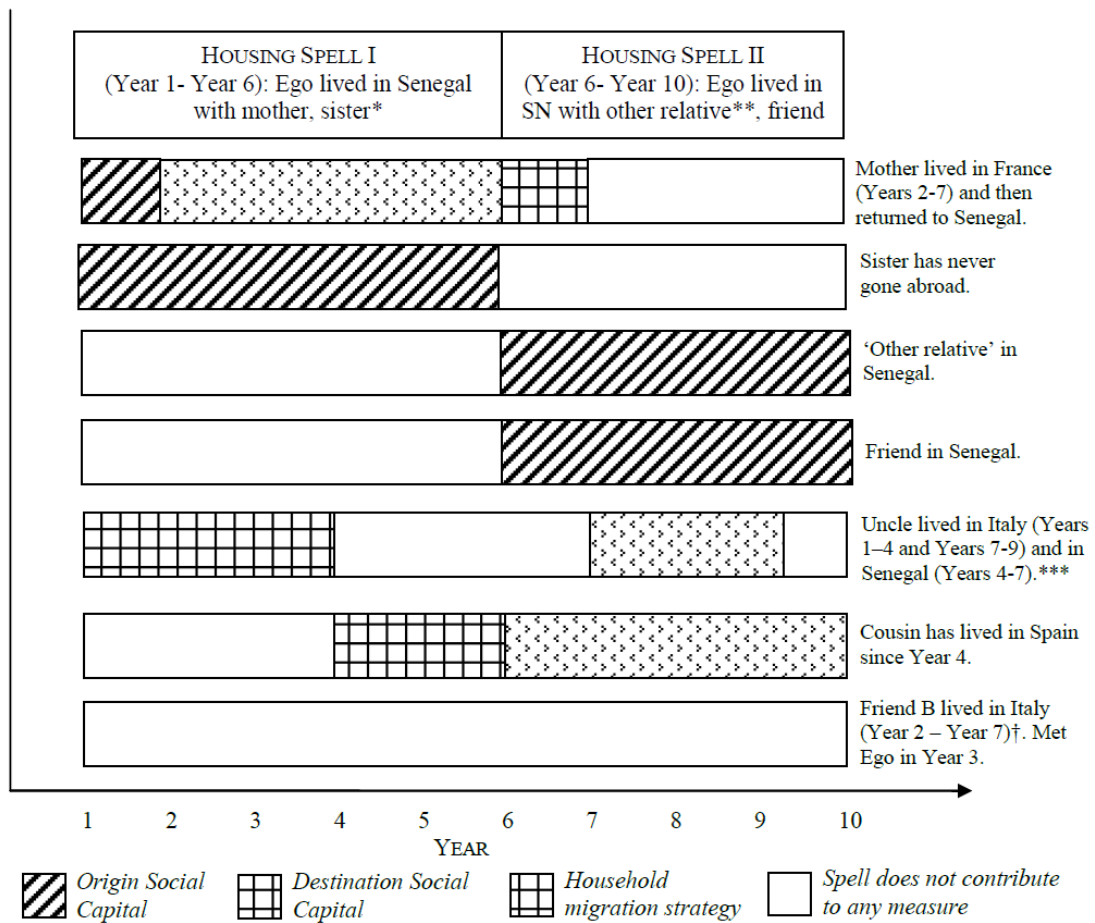 HOUSING SPELL I
(Year 1- Year 6): Ego lived in Senegal
with mother, sister*
HOUSING SPELL II
(Year 6- Year 10): Ego lived in
SN with other relative**, friend
Mother lived in France
(Years 2-7) and then
returned to Senegal.
Sister has never
gone abroad.
‘Other relative’ in
Senegal.
Friend in Senegal.
Uncle lived in Italy (Years
1–4 and Years 7-9) and in
Senegal (Years 4-7).***
Cousin has lived in Spain
since Year 4.
Friend B lived in Italy
(Year 2 – Year 7)†. Met
Ego in Year 3.
1 2 3 4 5 6 7 8 9 10
YEAR
Origin Social
Capital
Destination Social
Capital
Household
migration strategy
Spell does not contribute
to any measure